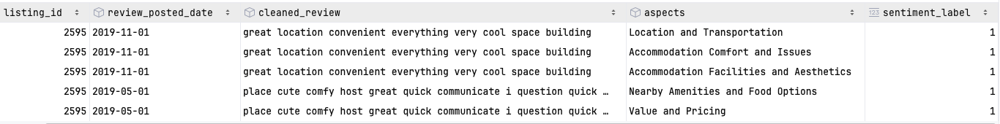 listing_id review_posted_date cleaned_review aspects 123 sentiment_label
2595 2019-11-01 great location convenient everything very cool space building Location and Transportation 1
2595 2019-11-01 great location convenient everything very cool space building Accommodation Comfort and Issues 1
2595 2019-11-01 great location convenient everything very cool space building Accommodation Facilities and Aesthetics 1
2595 2019-05-01 place cute comfy host great quick communicate i question quick … Nearby Amenities and Food Options 1
2595 2019-05-01 place cute comfy host great quick communicate i question quick … Value and Pricing 1